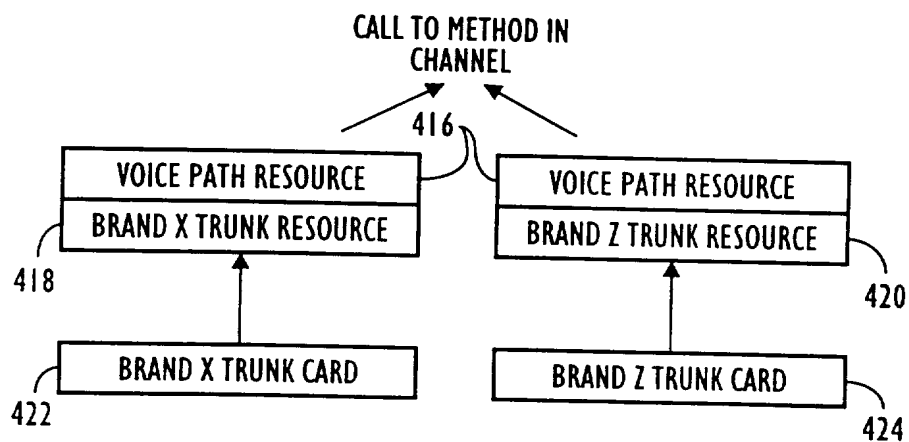 CALL TO METHOD IN
CHANNEL
416
VOICE PATH RESOURCE
VOICE PATH RESOURCE
BRAND X TRUNK RESOURCE
BRAND Z TRUNK RESOURCE
418
420
BRAND X TRUNK CARD
BRAND Z TRUNK CARD
422
424